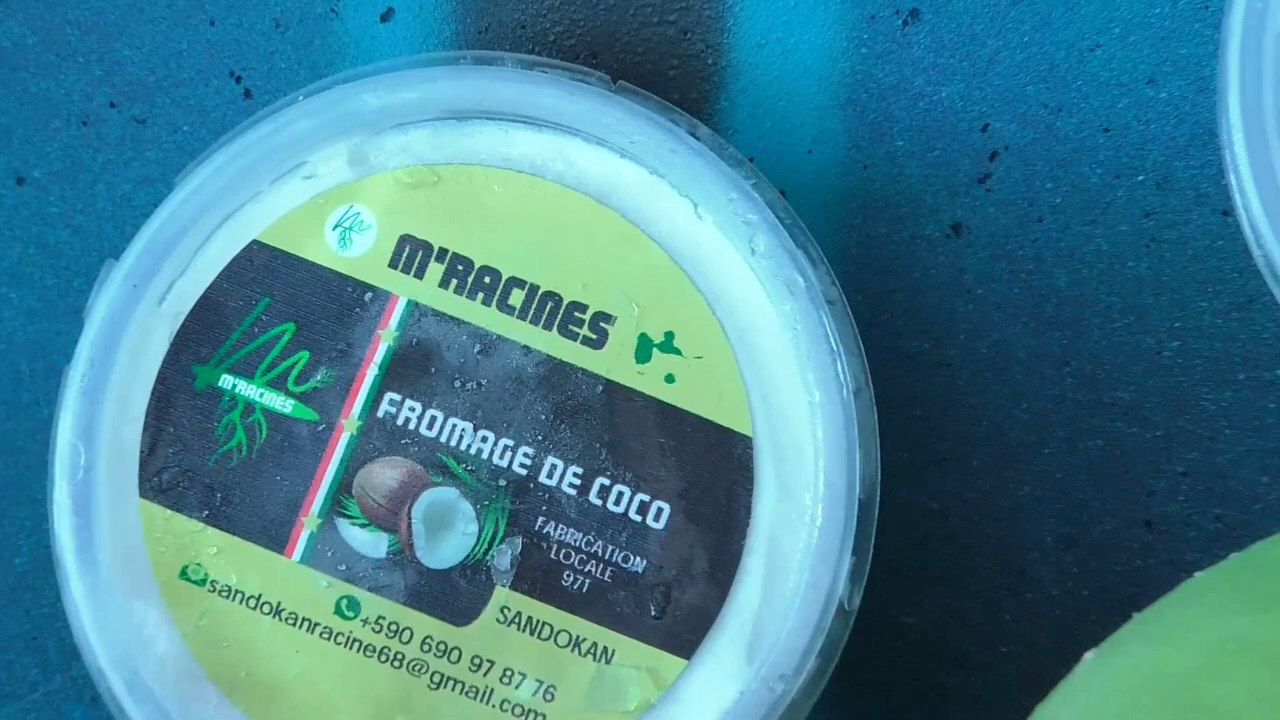 M'RACINES
M'RACINES
FROMAGE DE COCO
FABRICATION
LOCALE
971
SANDOKAN
+590 690 97 87 76
sandokanracine68@gmail.com